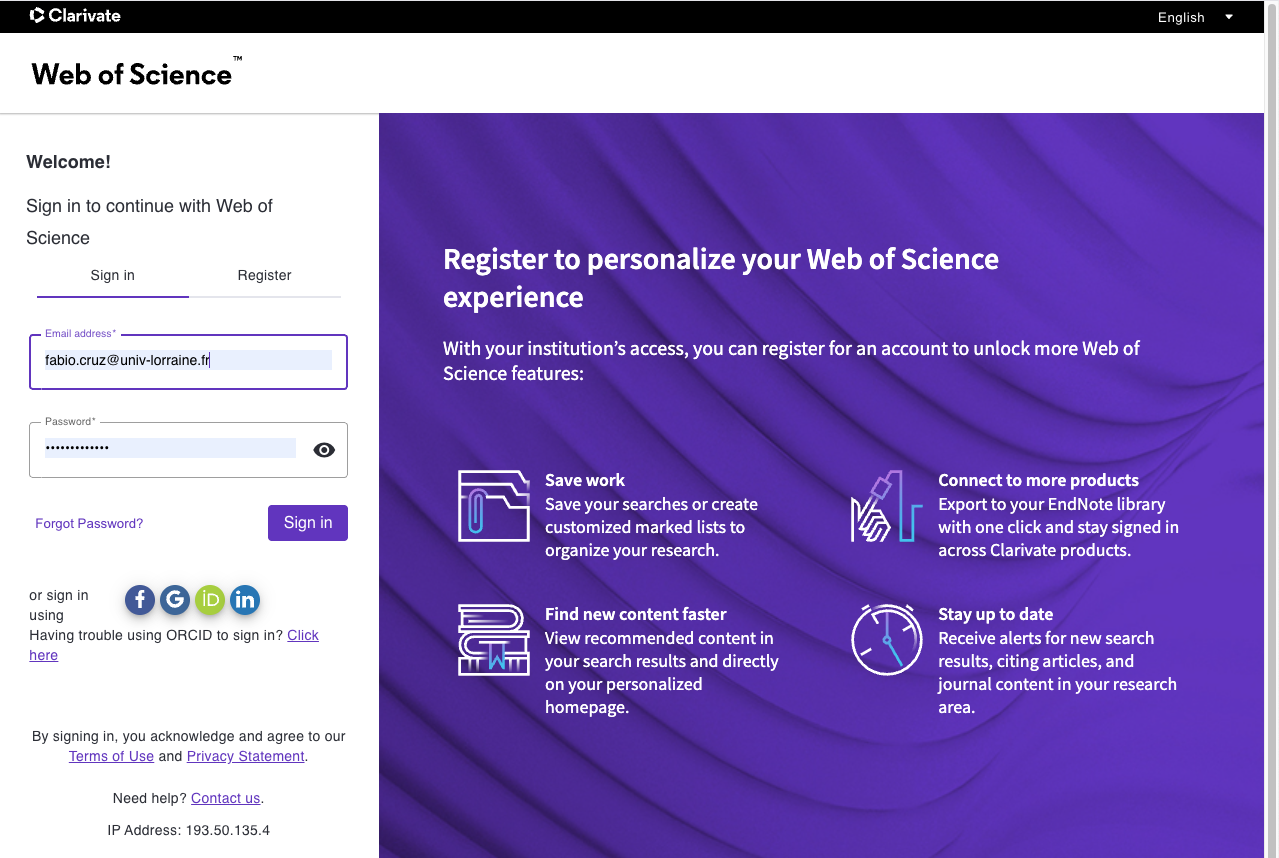 Clarivate
English
Web of Science™
Welcome!
Sign in to continue with Web of
Science
Sign in
Register
Email address*
fabio.cruz@univ-lorraine.fr
Password*
•••••••••••••
Forgot Password?
Sign in
or sign in
using
f
G
iD
in
Having trouble using ORCID to sign in? Click
here
By signing in, you acknowledge and agree to our
Terms of Use and Privacy Statement.
Need help? Contact us.
IP Address: 193.50.135.4
Register to personalize your Web of Science
experience
With your institution’s access, you can register for an account to unlock more Web of
Science features:
Save work
Save your searches or create
customized marked lists to
organize your research.
Connect to more products
Export to your EndNote library
with one click and stay signed in
across Clarivate products.
Find new content faster
View recommended content in
your search results and directly
on your personalized
homepage.
Stay up to date
Receive alerts for new search
results, citing articles, and
journal content in your research
area.